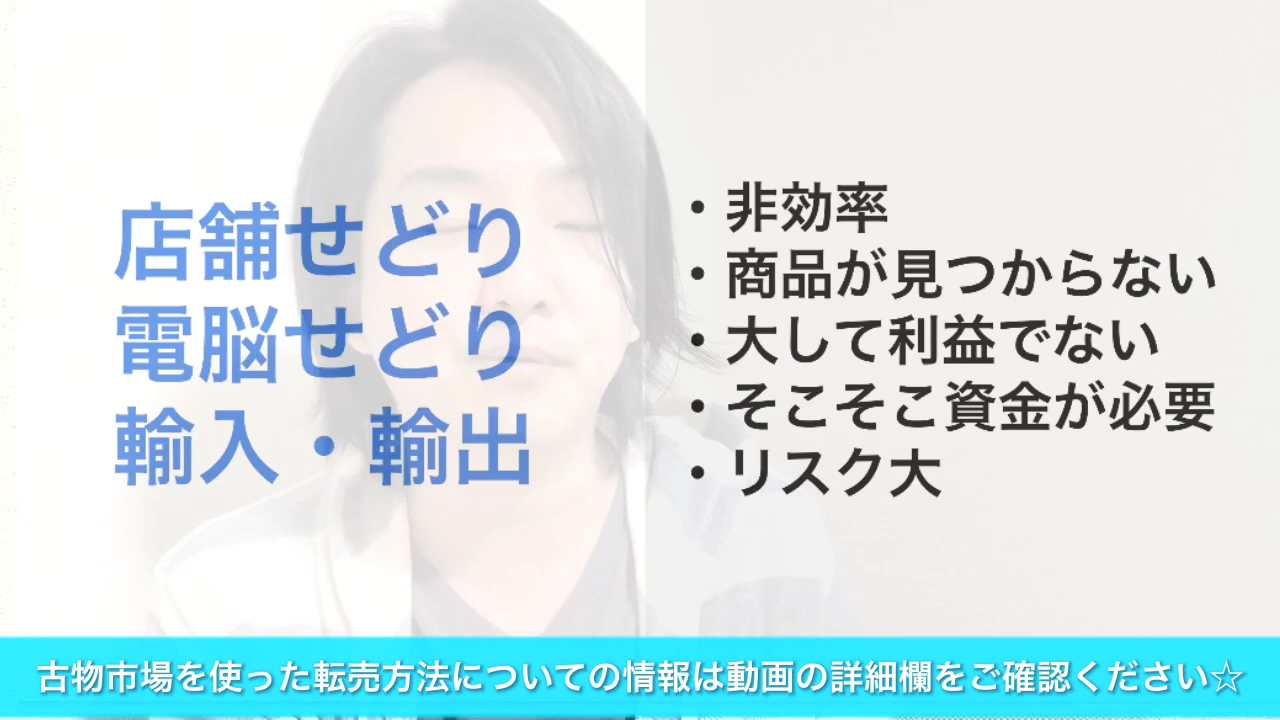 店舗せどり
電脳せどり
輸入・輸出
・非効率
・商品が見つからない
・大して利益でない
・そこそこ資金が必要
・リスク大
古物市場を使った転売方法についての情報は動画の詳細欄をご確認ください☆